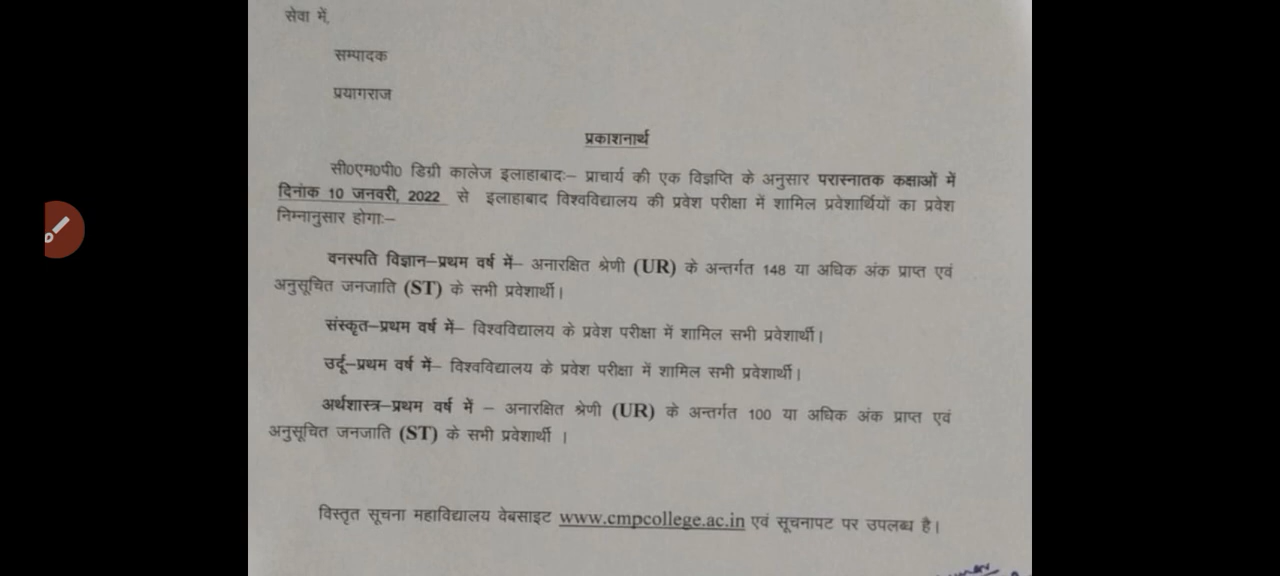 सेवा में,
सम्पादक
प्रयागराज
प्रकाशनार्थ
सी0एम0पी0 डिग्री कालेज इलाहाबादः– प्राचार्य की एक विज्ञप्ति के अनुसार परास्नातक कक्षाओं में
दिनांक 10 जनवरी, 2022 से इलाहाबाद विश्वविद्यालय की प्रवेश परीक्षा में शामिल प्रवेशार्थियों का प्रवेश
निम्नानुसार होगाः–
वनस्पति विज्ञान–प्रथम वर्ष में– अनारक्षित श्रेणी (UR) के अन्तर्गत 148 या अधिक अंक प्राप्त एवं
अनुसूचित जनजाति (ST) के सभी प्रवेशार्थी।
संस्कृत–प्रथम वर्ष में– विश्वविद्यालय के प्रवेश परीक्षा में शामिल सभी प्रवेशार्थी।
उर्दू–प्रथम वर्ष में– विश्वविद्यालय के प्रवेश परीक्षा में शामिल सभी प्रवेशार्थी।
अर्थशास्त्र–प्रथम वर्ष में – अनारक्षित श्रेणी (UR) के अन्तर्गत 100 या अधिक अंक प्राप्त एवं
अनुसूचित जनजाति (ST) के सभी प्रवेशार्थी ।
विस्तृत सूचना महाविद्यालय वेबसाइट www.cmpcollege.ac.in एवं सूचनापट पर उपलब्ध है।